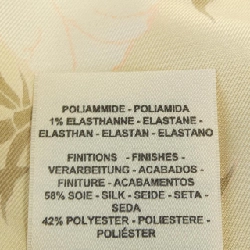 POLIAMMIDE - POLIAMIDA
1% ELASTHANNE - ELASTANE -
ELASTHAN - ELASTAN - ELASTANO
FINITIONS - FINISHES -
VERARBEITUNG - ACABADOS -
FINITURE - ACABAMENTOS
58% SOIE - SILK - SEIDE - SETA -
SEDA
42% POLYESTER - POLIESTERE -
POLIÉSTER